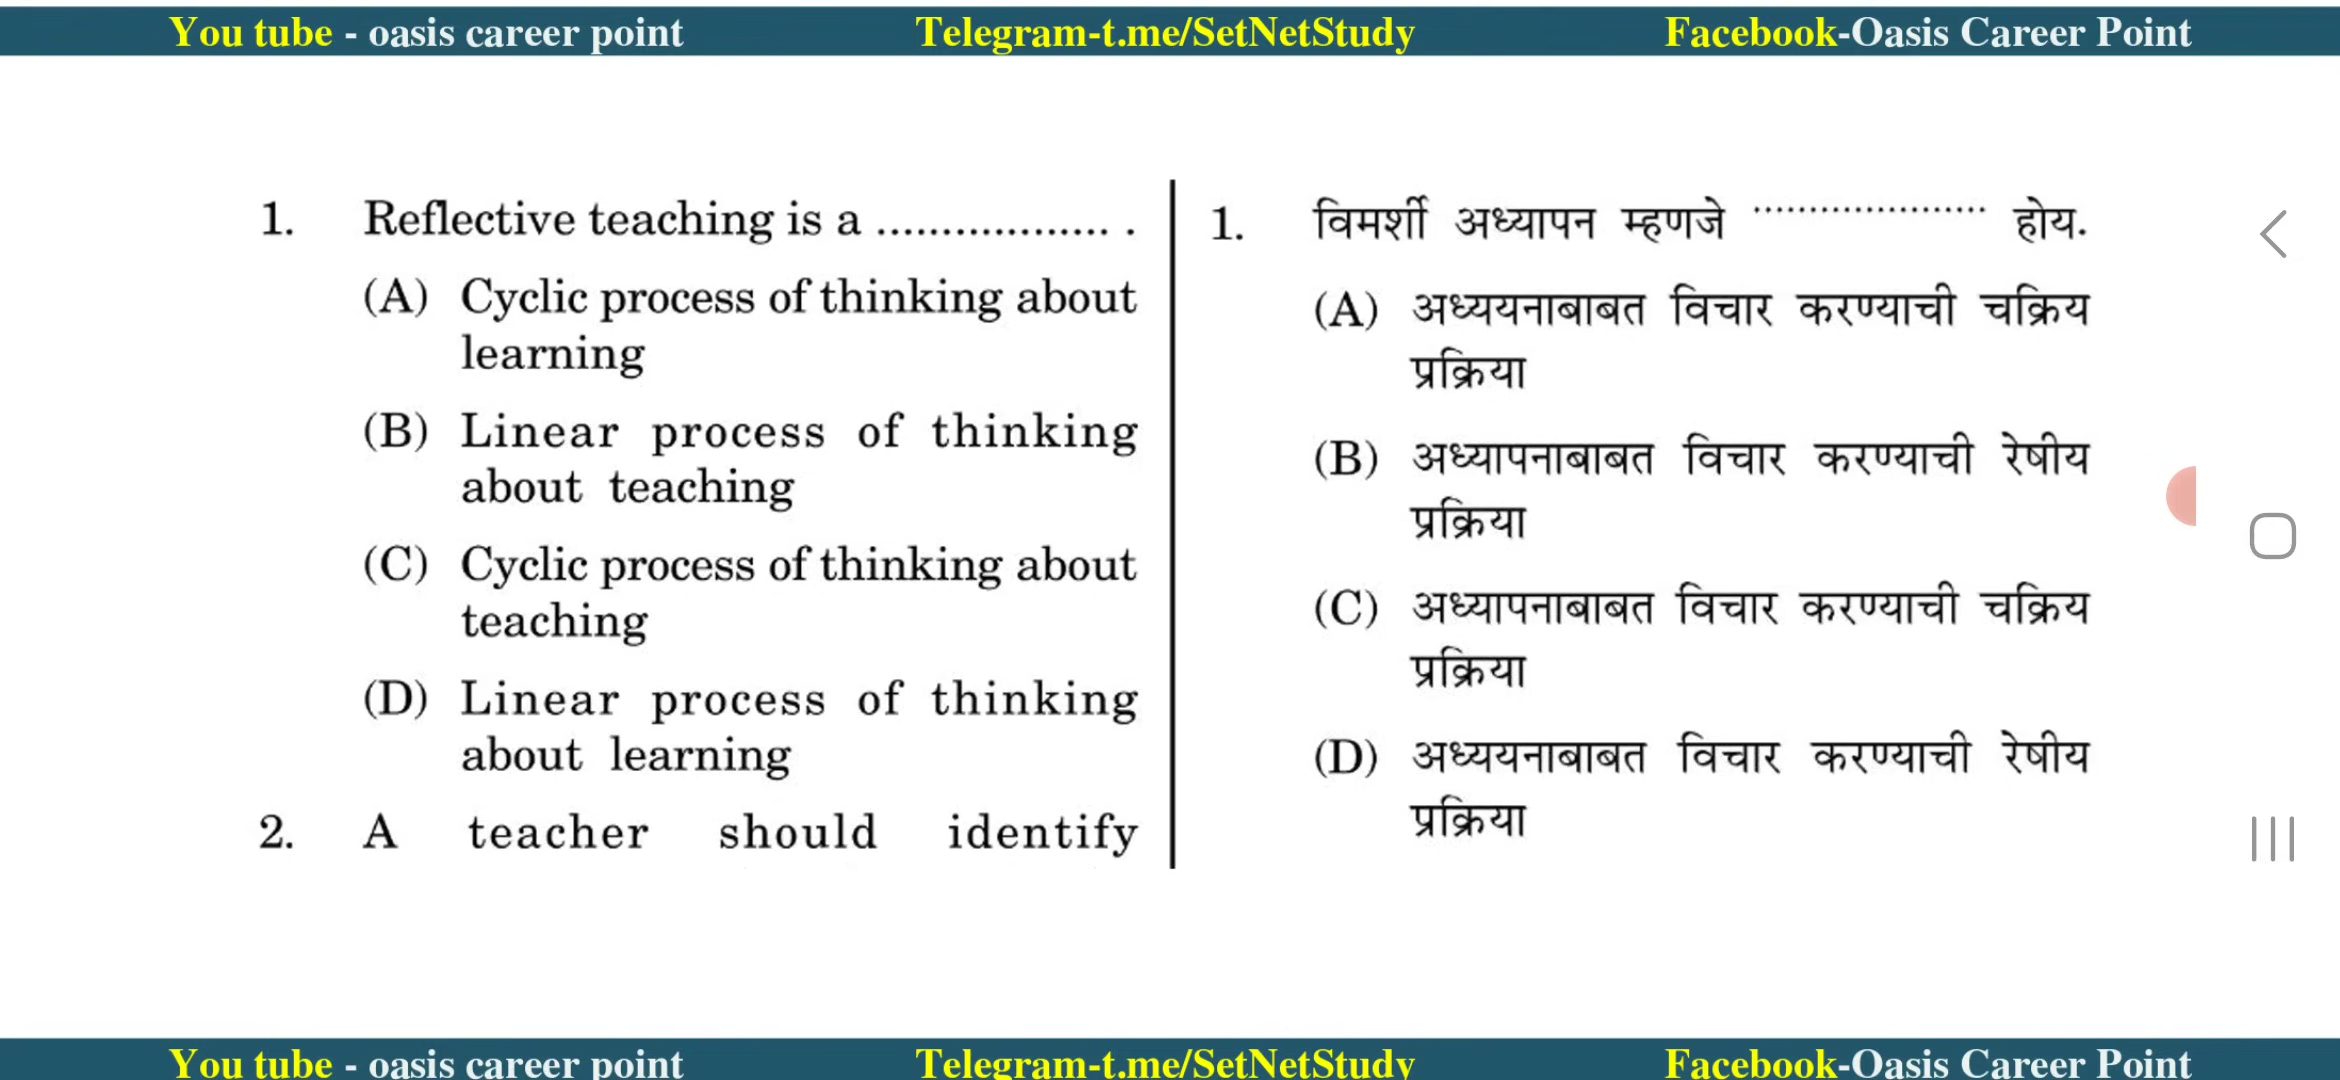 You tube - oasis career point Telegram-t.me/SetNetStudy Facebook-Oasis Career Point
1. Reflective teaching is a .................. .
(A) Cyclic process of thinking about
learning
(B) Linear process of thinking
about teaching
(C) Cyclic process of thinking about
teaching
(D) Linear process of thinking
about learning
2. A teacher should identify
1. विमर्शी अध्यापन म्हणजे ..................... होय.
(A) अध्ययनाबाबत विचार करण्याची चक्रिय
प्रक्रिया
(B) अध्यापनाबाबत विचार करण्याची रेषीय
प्रक्रिया
(C) अध्यापनाबाबत विचार करण्याची चक्रिय
प्रक्रिया
(D) अध्ययनाबाबत विचार करण्याची रेषीय
प्रक्रिया
You tube - oasis career point Telegram-t.me/SetNetStudy Facebook-Oasis Career Point